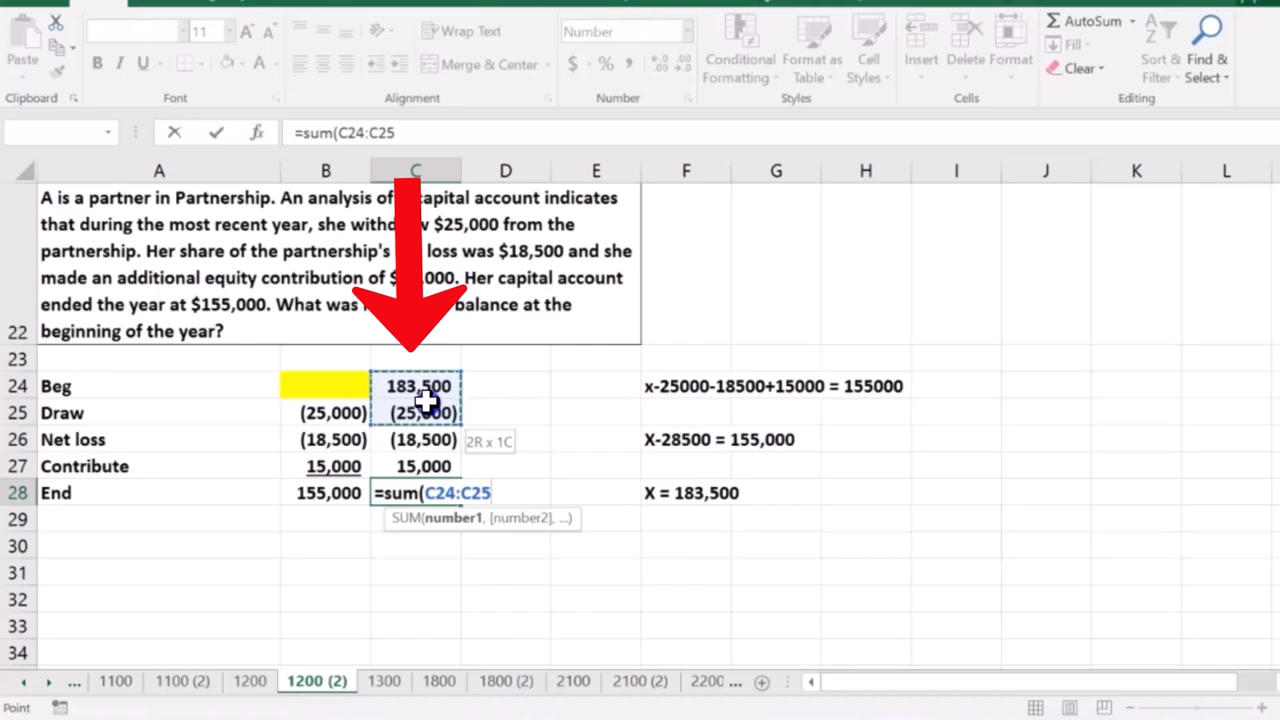 11
Wrap Text
Number
AutoSum
Paste
B I U
Merge & Center
$ % ,
Conditional Formatting
Format as Table
Cell Styles
Insert Delete Format
Fill
Clear
Sort & Filter
Find & Select
Clipboard Font Alignment Number Styles Cells Editing
fx =sum(C24:C25
A B C D E F G H I J K L
A is a partner in Partnership. An analysis of capital account indicates
that during the most recent year, she withdrew $25,000 from the
partnership. Her share of the partnership's loss was $18,500 and she
made an additional equity contribution of $ ,000. Her capital account
ended the year at $155,000. What was balance at the
22 beginning of the year?
23
24 Beg 183,500 x-25000-18500+15000 = 155000
25 Draw (25,000) (25,000)
26 Net loss (18,500) (18,500) 2R x 1C X-28500 = 155,000
27 Contribute 15,000 15,000
28 End 155,000 =sum(C24:C25 X = 183,500
29 SUM(number1, [number2], ...)
30
31
32
33
34
... 1100 1100 (2) 1200 1200 (2) 1300 1800 1800 (2) 2100 2100 (2) 2200 ...
Point